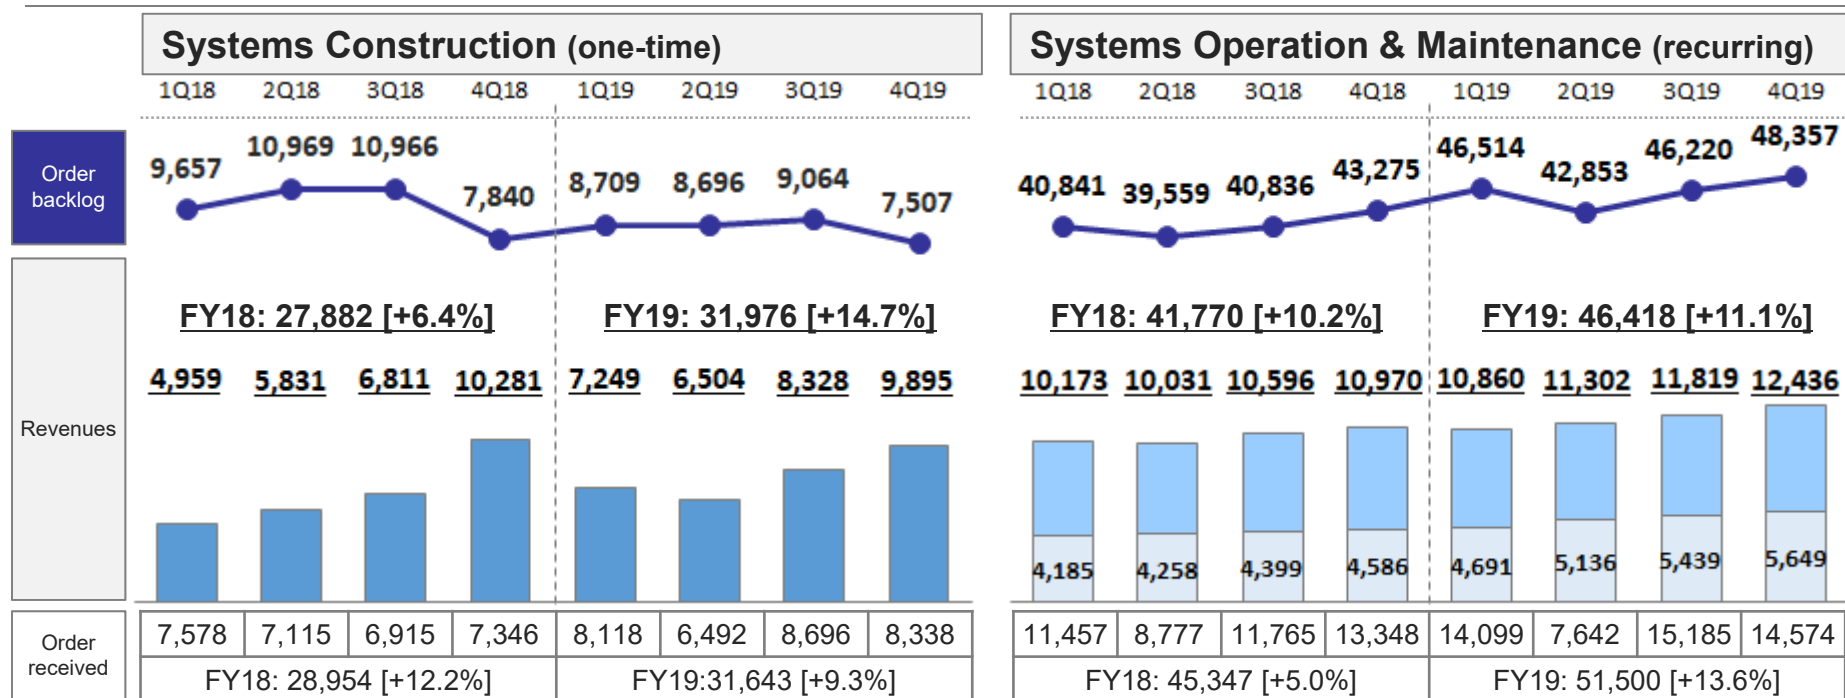 Systems Construction (one-time)
1Q18 2Q18 3Q18 4Q18 1Q19 2Q19 3Q19 4Q19
Order
backlog
9,657 10,969 10,966 7,840 8,709 8,696 9,064 7,507
FY18: 27,882 [+6.4%] FY19: 31,976 [+14.7%]
Revenues
4,959 5,831 6,811 10,281 7,249 6,504 8,328 9,895
Order
received
7,578 7,115 6,915 7,346 8,118 6,492 8,696 8,338
FY18: 28,954 [+12.2%] FY19:31,643 [+9.3%]
Systems Operation & Maintenance (recurring)
1Q18 2Q18 3Q18 4Q18 1Q19 2Q19 3Q19 4Q19
40,841 39,559 40,836 43,275 46,514 42,853 46,220 48,357
FY18: 41,770 [+10.2%] FY19: 46,418 [+11.1%]
10,173 10,031 10,596 10,970 10,860 11,302 11,819 12,436
4,185 4,258 4,399 4,586 4,691 5,136 5,439 5,649
11,457 8,777 11,765 13,348 14,099 7,642 15,185 14,574
FY18: 45,347 [+5.0%] FY19: 51,500 [+13.6%]